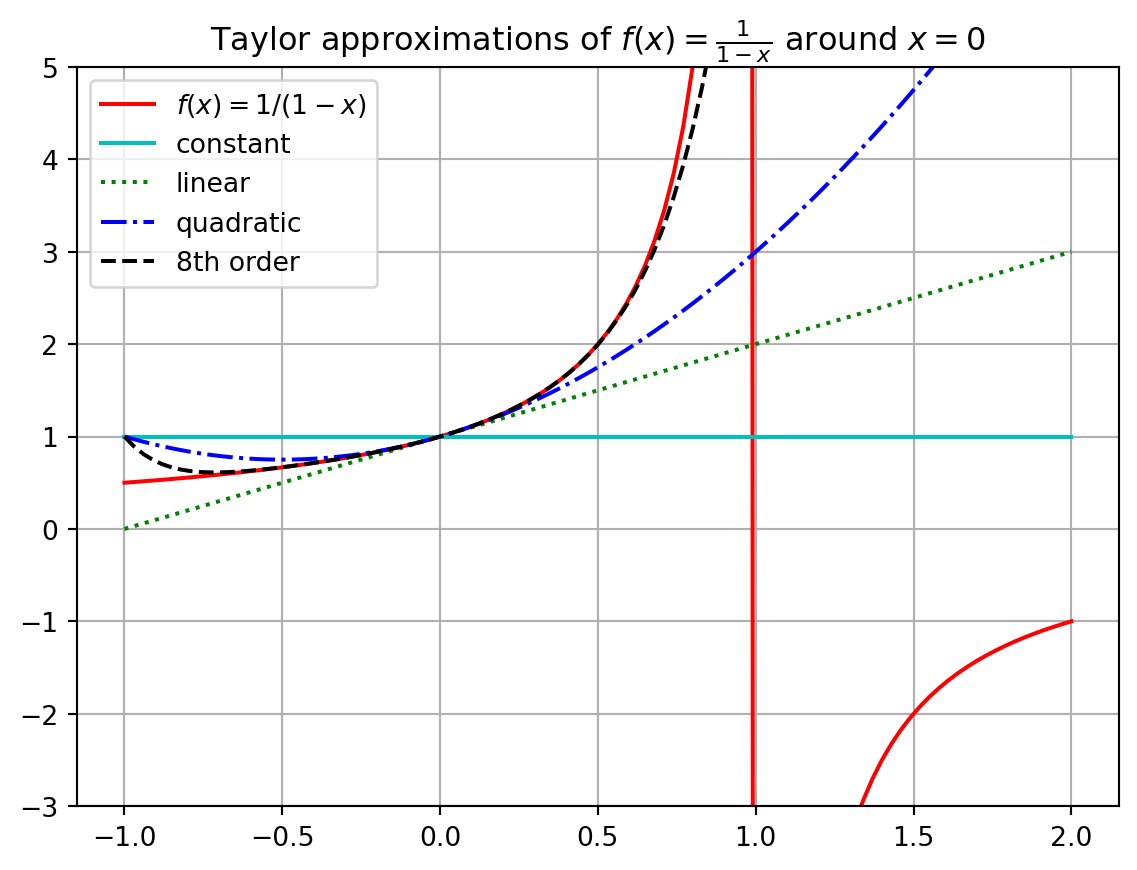 Taylor approximations of $f(x) = \frac{1}{1-x}$ around $x = 0$
5
4
3
2
1
0
−1
−2
−3
$f(x) = 1/(1 - x)$
constant
linear
quadratic
8th order
−1.0 −0.5 0.0 0.5 1.0 1.5 2.0